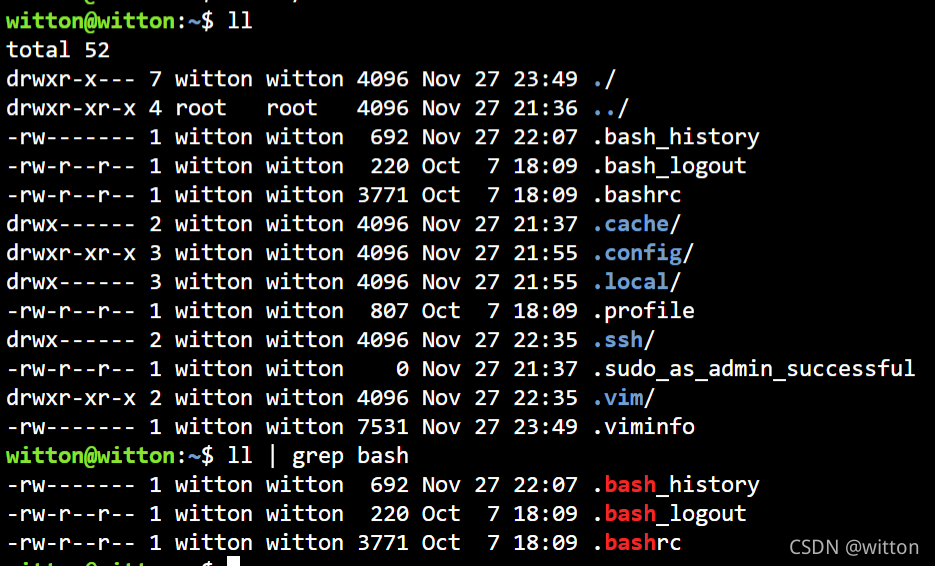 witton@witton:~$ ll
total 52
drwxr-x--- 7 witton witton 4096 Nov 27 23:49 ./
drwxr-xr-x 4 root   root   4096 Nov 27 21:36 ../
-rw------- 1 witton witton  692 Nov 27 22:07 .bash_history
-rw-r--r-- 1 witton witton  220 Oct  7 18:09 .bash_logout
-rw-r--r-- 1 witton witton 3771 Oct  7 18:09 .bashrc
drwx------ 2 witton witton 4096 Nov 27 21:37 .cache/
drwxr-xr-x 3 witton witton 4096 Nov 27 21:55 .config/
drwx------ 3 witton witton 4096 Nov 27 21:55 .local/
-rw-r--r-- 1 witton witton  807 Oct  7 18:09 .profile
drwx------ 2 witton witton 4096 Nov 27 22:35 .ssh/
-rw-r--r-- 1 witton witton    0 Nov 27 21:37 .sudo_as_admin_successful
drwxr-xr-x 2 witton witton 4096 Nov 27 22:35 .vim/
-rw------- 1 witton witton 7531 Nov 27 23:49 .viminfo
witton@witton:~$ ll | grep bash
-rw------- 1 witton witton  692 Nov 27 22:07 .bash_history
-rw-r--r-- 1 witton witton  220 Oct  7 18:09 .bash_logout
-rw-r--r-- 1 witton witton 3771 Oct  7 18:09 .bashrc
CSDN @witton